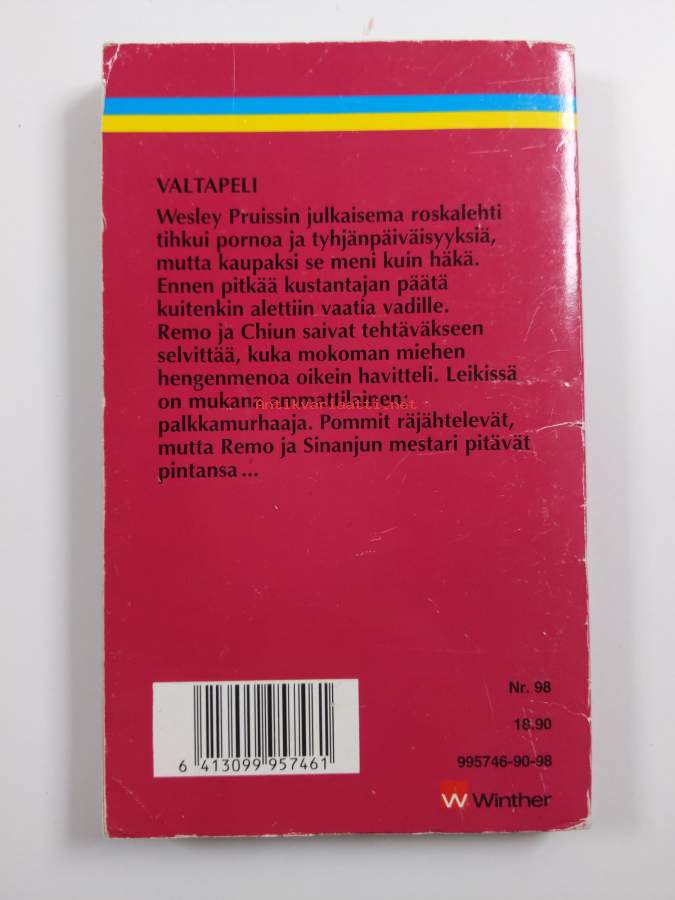 VALTAPELI
Wesley Pruissin julkaisema roskalehti
tihkui pornoa ja tyhjänpäiväisyyksiä,
mutta kaupaksi se meni kuin häkä.
Ennen pitkää kustantajan päätä
kuitenkin alettiin vaatia vadille.
Remo ja Chiun saivat tehtäväkseen
selvittää, kuka mokoman miehen
hengenmenoa oikein havitteli. Leikissä
on mukana ammattilainen:
Antikvariaatti.net
palkkamurhaaja. Pommit räjähtelevät,
mutta Remo ja Sinanjun mestari pitävät
pintansa ...
Nr. 98
18.90
995746-90-98
6 413099 957461
W Winther